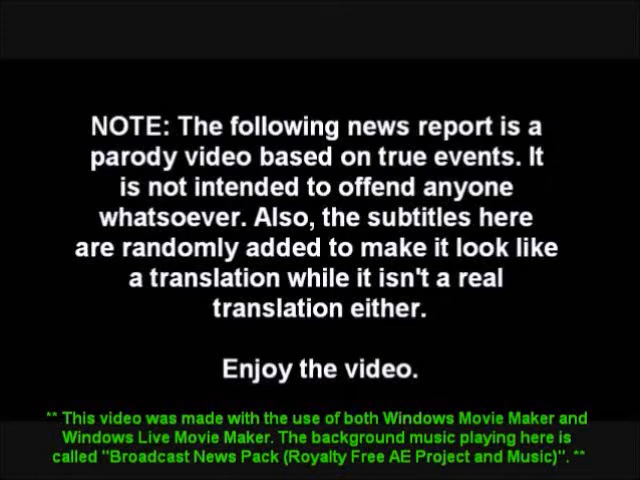 NOTE: The following news report is a
parody video based on true events. It
is not intended to offend anyone
whatsoever. Also, the subtitles here
are randomly added to make it look like
a translation while it isn't a real
translation either.
Enjoy the video.
** This video was made with the use of both Windows Movie Maker and
Windows Live Movie Maker. The background music playing here is
called "Broadcast News Pack (Royalty Free AE Project and Music)". **